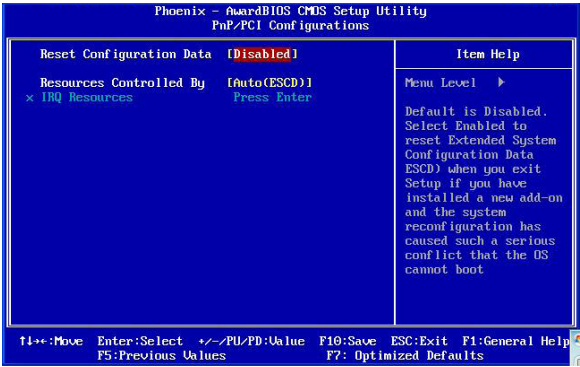 Phoenix - AwardBIOS CMOS Setup Utility
PnP/PCI Configurations
Reset Configuration Data [Disabled]
Resources Controlled By [Auto(ESCD)]
x IRQ Resources Press Enter
Item Help
Menu Level ▶
Default is Disabled.
Select Enabled to
reset Extended System
Configuration Data
ESCD) when you exit
Setup if you have
installed a new add-on
and the system
reconfiguration has
caused such a serious
conflict that the OS
cannot boot
↑↓→←:Move Enter:Select +/-/PU/PD:Value F10:Save ESC:Exit F1:General Help
F5:Previous Values F7: Optimized Defaults